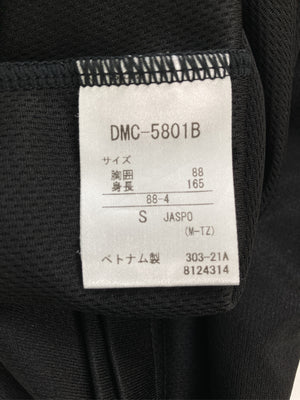 DMC-5801B
サイズ
胸囲 88
身長 165
88-4
S JASPO
(M-TZ)
ベトナム製 303-21A
8124314